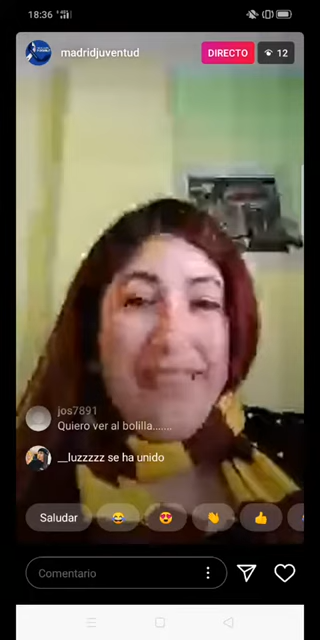 18:36
madridjuventud
DIRECTO
12
jos7891
Quiero ver al bolilla.......
__luzzzzz se ha unido
Saludar
Comentario